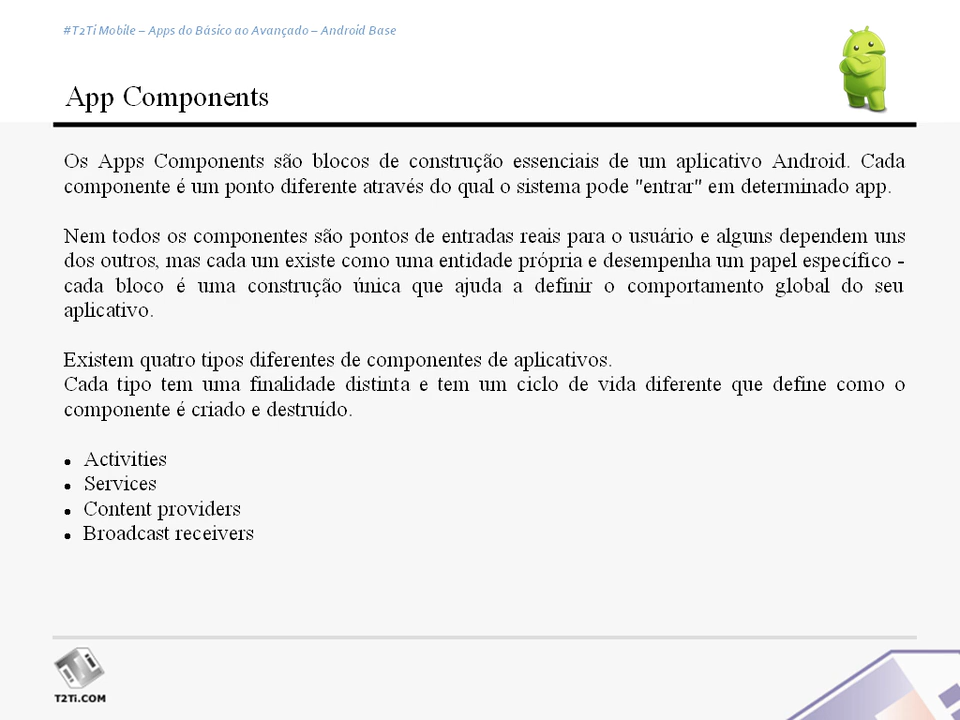 #T2Ti Mobile – Apps do Básico ao Avançado – Android Base
App Components
Os Apps Components são blocos de construção essenciais de um aplicativo Android. Cada
componente é um ponto diferente através do qual o sistema pode "entrar" em determinado app.
Nem todos os componentes são pontos de entradas reais para o usuário e alguns dependem uns
dos outros, mas cada um existe como uma entidade própria e desempenha um papel específico -
cada bloco é uma construção única que ajuda a definir o comportamento global do seu
aplicativo.
Existem quatro tipos diferentes de componentes de aplicativos.
Cada tipo tem uma finalidade distinta e tem um ciclo de vida diferente que define como o
componente é criado e destruído.
• Activities
• Services
• Content providers
• Broadcast receivers
T2Ti
T2Ti.COM